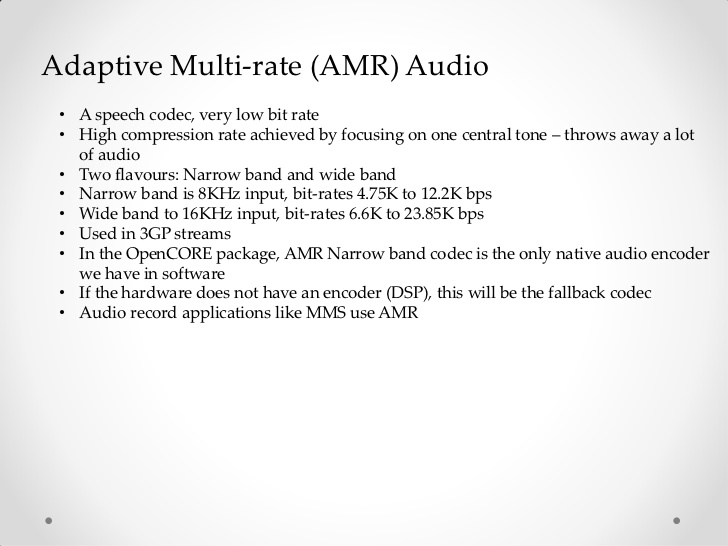 Adaptive Multi-rate (AMR) Audio
• A speech codec, very low bit rate
• High compression rate achieved by focusing on one central tone – throws away a lot
of audio
• Two flavours: Narrow band and wide band
• Narrow band is 8KHz input, bit-rates 4.75K to 12.2K bps
• Wide band to 16KHz input, bit-rates 6.6K to 23.85K bps
• Used in 3GP streams
• In the OpenCORE package, AMR Narrow band codec is the only native audio encoder
we have in software
• If the hardware does not have an encoder (DSP), this will be the fallback codec
• Audio record applications like MMS use AMR